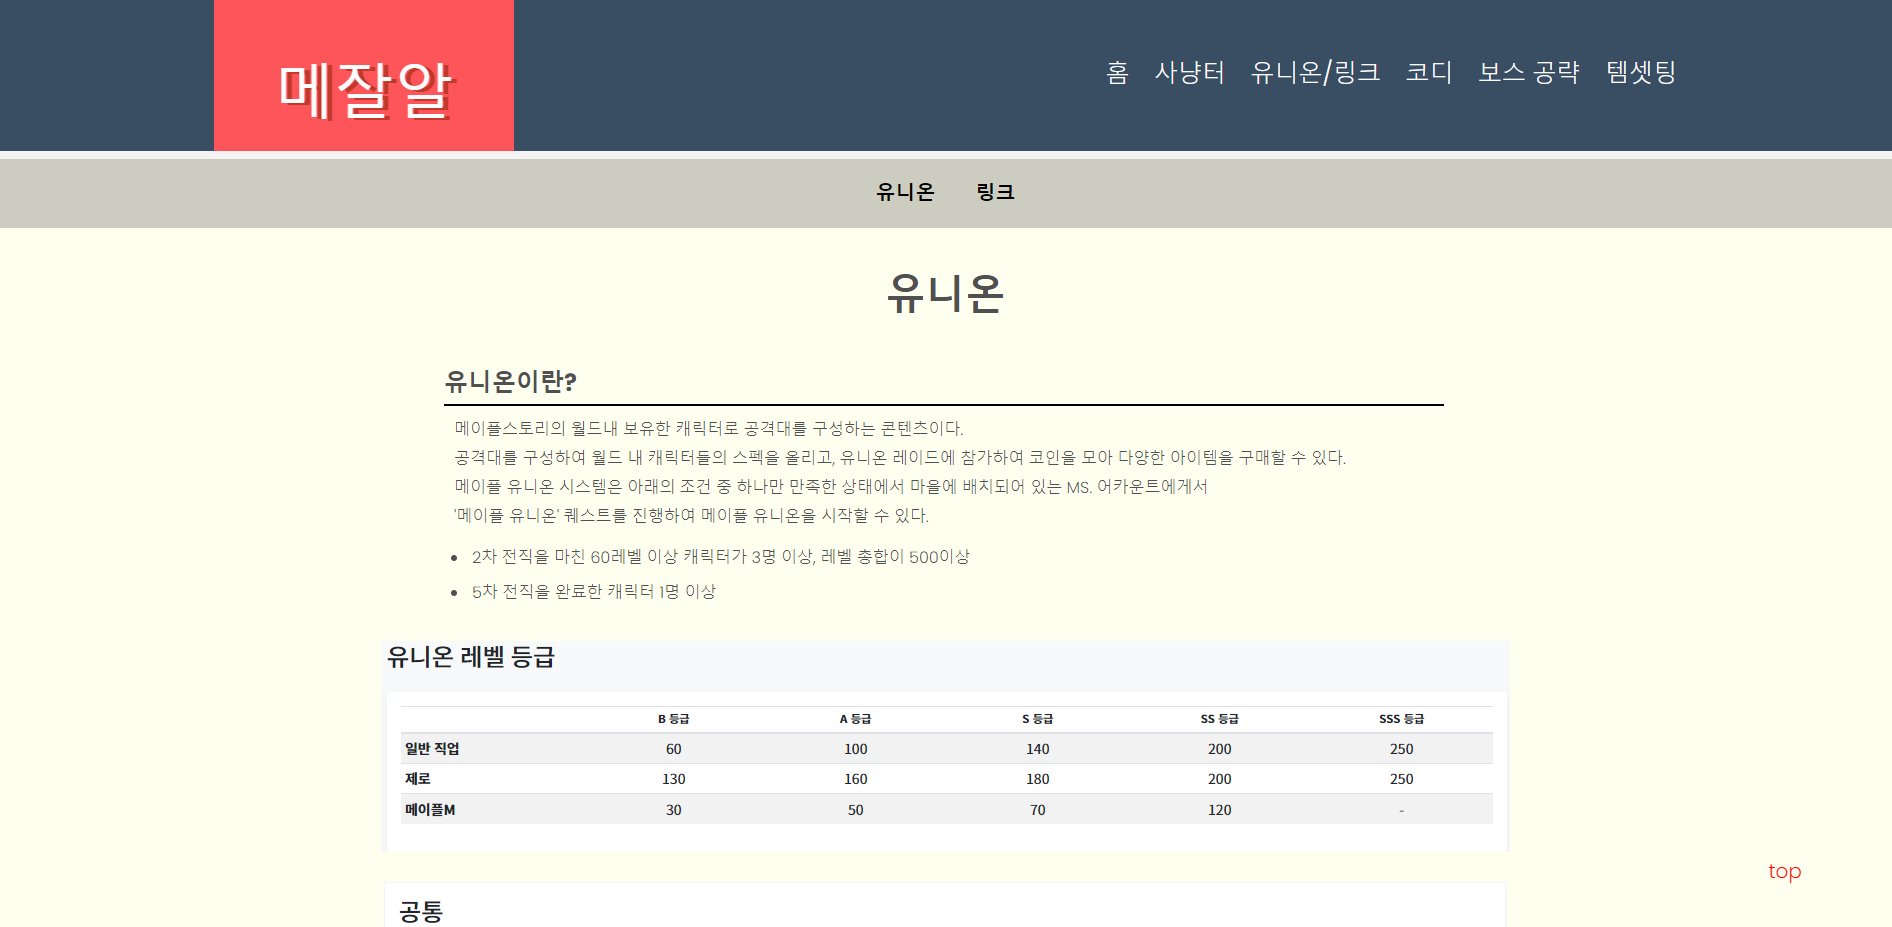 메잘알
홈 사냥터 유니온/링크 코디 보스 공략 템셋팅
유니온 링크
유니온
유니온이란?
메이플스토리의 월드내 보유한 캐릭터로 공격대를 구성하는 콘텐츠이다.
공격대를 구성하여 월드 내 캐릭터들의 스펙을 올리고, 유니온 레이드에 참가하여 코인을 모아 다양한 아이템을 구매할 수 있다.
메이플 유니온 시스템은 아래의 조건 중 하나만 만족한 상태에서 마을에 배치되어 있는 MS. 어카운트에게서
'메이플 유니온' 퀘스트를 진행하여 메이플 유니온을 시작할 수 있다.
• 2차 전직을 마친 60레벨 이상 캐릭터가 3명 이상, 레벨 총합이 500이상
• 5차 전직을 완료한 캐릭터 1명 이상
유니온 레벨 등급
B 등급 A 등급 S 등급 SS 등급 SSS 등급
일반 직업 60 100 140 200 250
제로 130 160 180 200 250
메이플M 30 50 70 120 -
top
공통